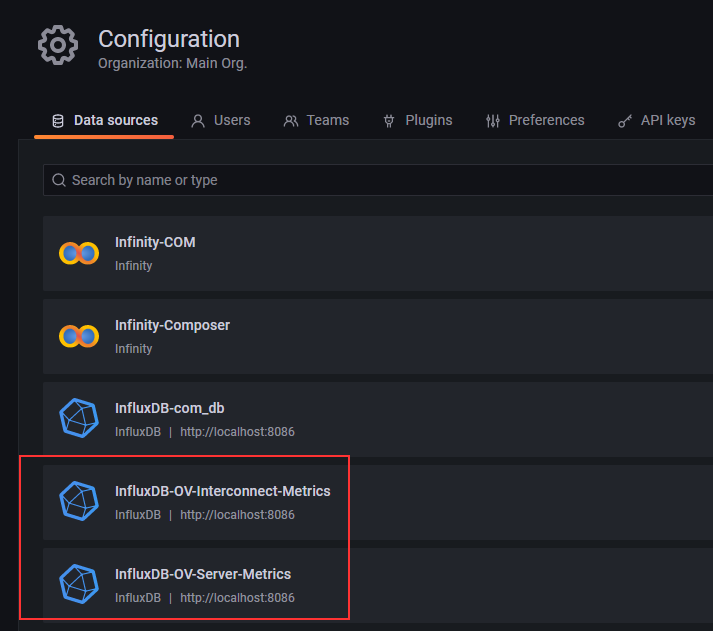 Configuration
Organization: Main Org.
Data sources Users Teams Plugins Preferences API keys
Search by name or type
Infinity-COM
Infinity
Infinity-Composer
Infinity
InfluxDB-com_db
InfluxDB | http://localhost:8086
InfluxDB-OV-Interconnect-Metrics
InfluxDB | http://localhost:8086
InfluxDB-OV-Server-Metrics
InfluxDB | http://localhost:8086